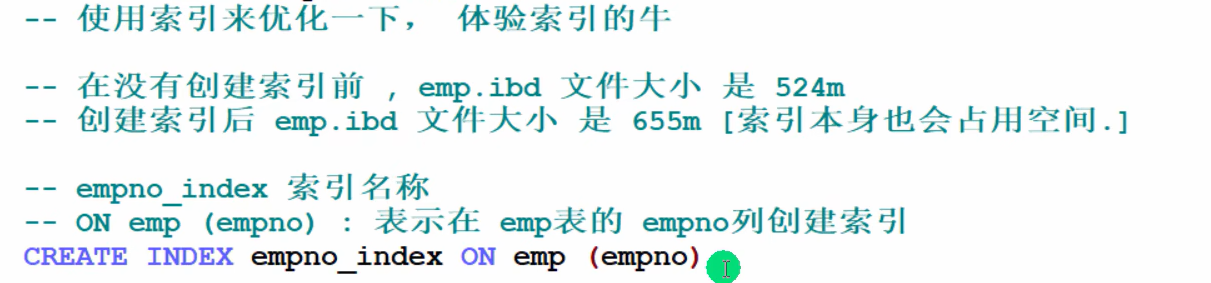 -- 使用索引来优化一下， 体验索引的牛
-- 在没有创建索引前 , emp.ibd 文件大小 是 524m
-- 创建索引后 emp.ibd 文件大小 是 655m [索引本身也会占用空间.]
-- empno_index 索引名称
-- ON emp (empno) : 表示在 emp表的 empno列创建索引
CREATE INDEX empno_index ON emp (empno)